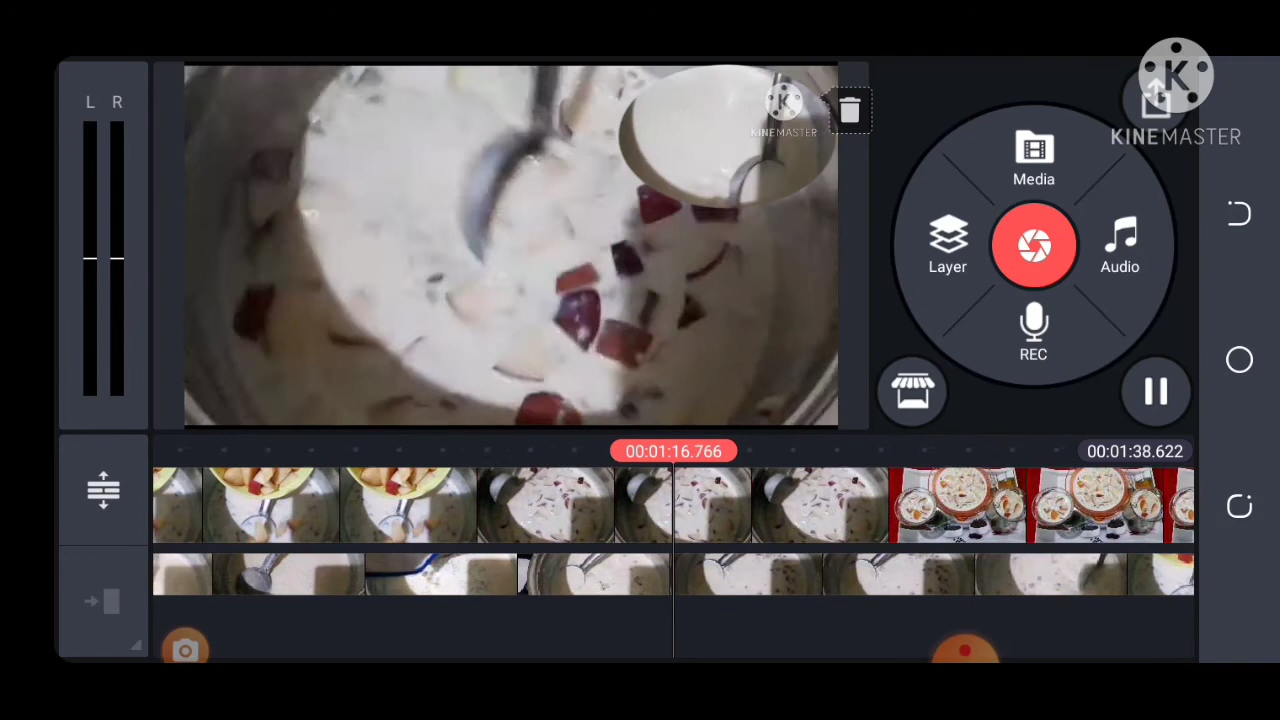 L R
KINEMASTER
KINEMASTER
Media
Layer
Audio
REC
00:01:16.766
00:01:38.622